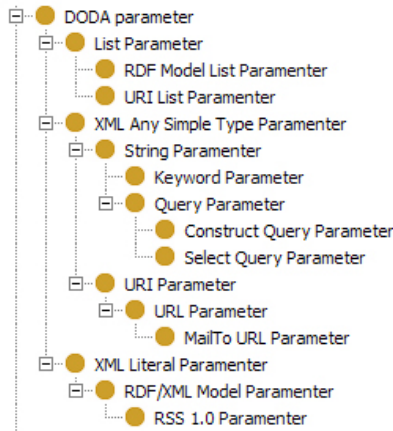 DODA parameter
List Parameter
RDF Model List Paramenter
URI List Paramenter
XML Any Simple Type Paramenter
String Paramenter
Keyword Parameter
Query Parameter
Construct Query Parameter
Select Query Parameter
URI Parameter
URL Parameter
MailTo URL Parameter
XML Literal Paramenter
RDF/XML Model Parameter
RSS 1.0 Paramenter